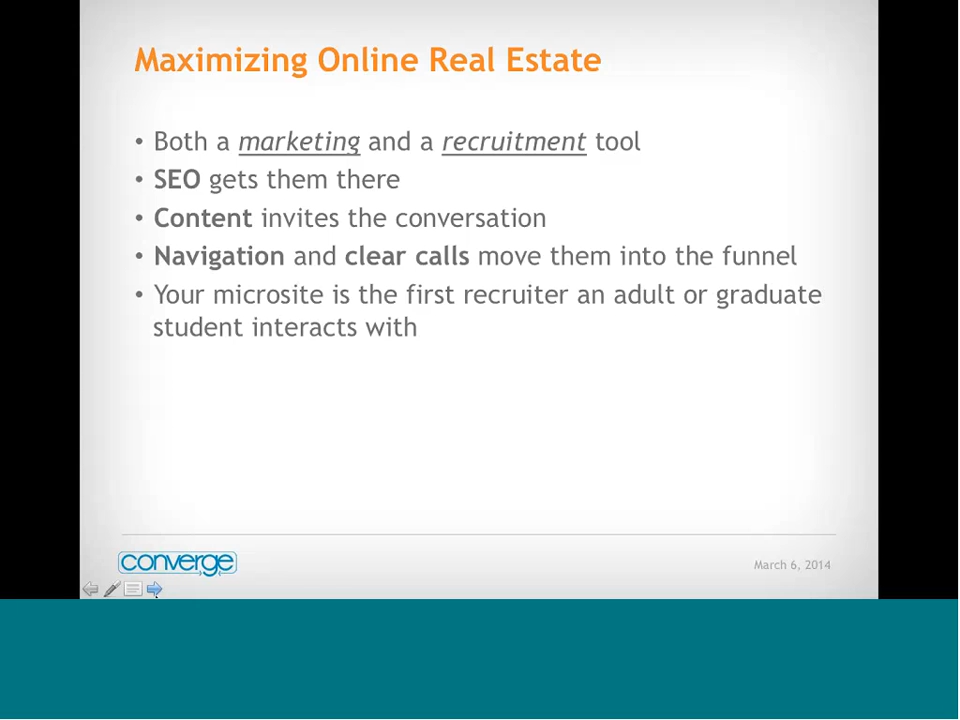 Maximizing Online Real Estate
• Both a marketing and a recruitment tool
• SEO gets them there
• Content invites the conversation
• Navigation and clear calls move them into the funnel
• Your microsite is the first recruiter an adult or graduate
student interacts with
converge
March 6, 2014